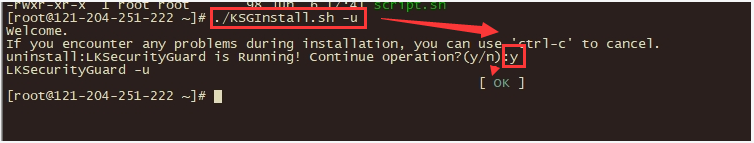 -rwxr-xr-x 1 root root 98 Jun 6 17:41 script.sh
[root@121-204-251-222 ~]# ./KSGInstall.sh -u
Welcome.
If you encounter any problems during installation, you can use 'ctrl-c' to cancel.
uninstall:LKSecurityGuard is Running! Continue operation?(y/n):y
LKSecurityGuard -u
[ OK ]
[root@121-204-251-222 ~]#